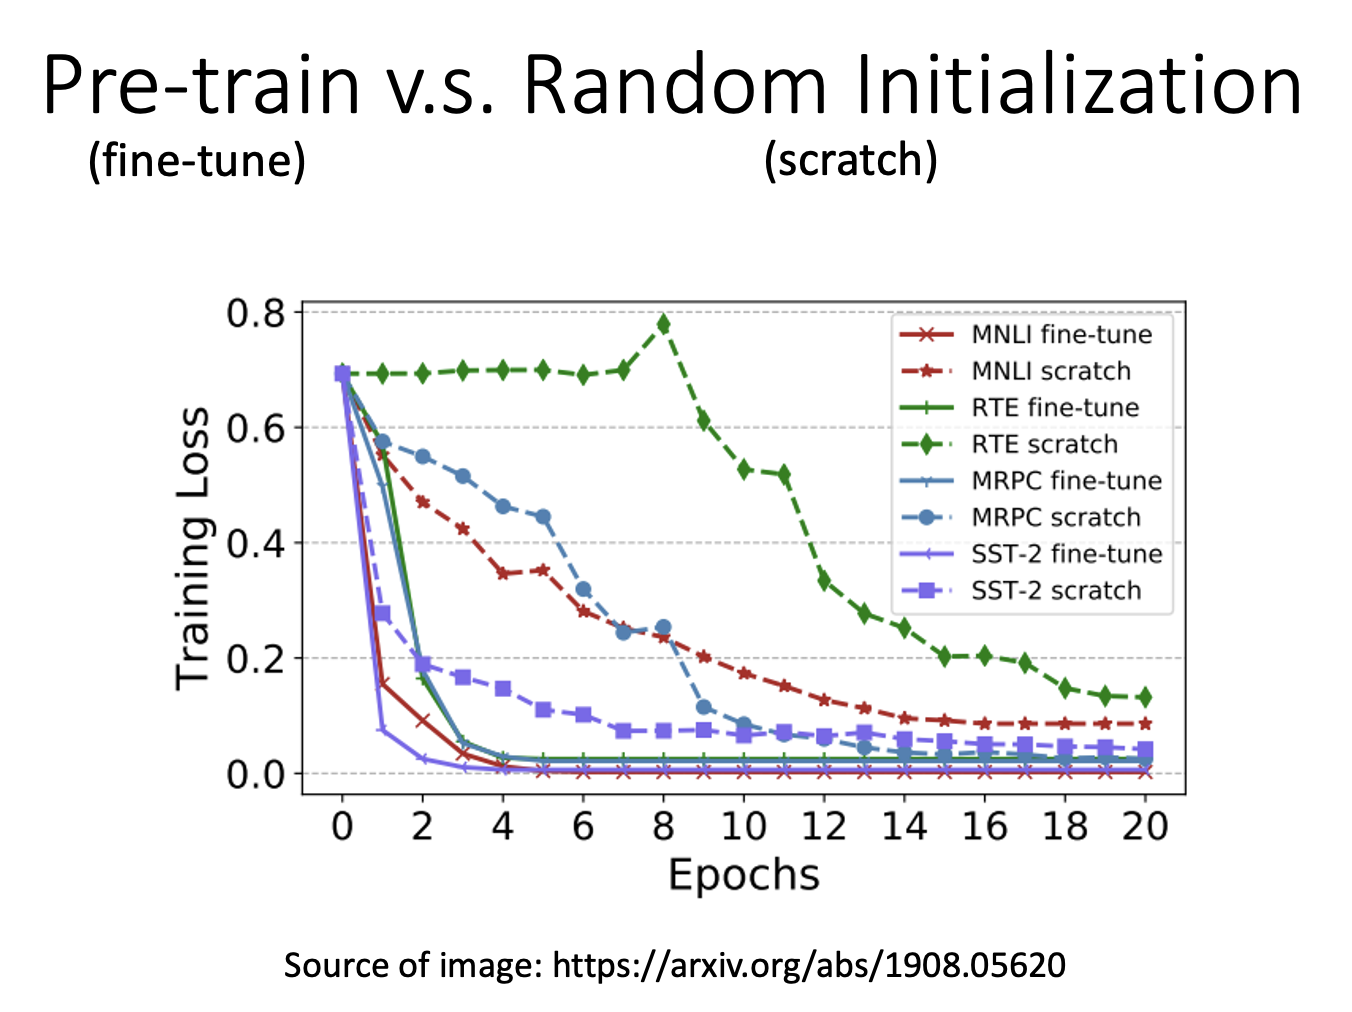 Pre-train v.s. Random Initialization
(fine-tune)
(scratch)
0.8
0.6
0.4
0.2
0.0
Training Loss
MNLI fine-tune
MNLI scratch
RTE fine-tune
RTE scratch
MRPC fine-tune
MRPC scratch
SST-2 fine-tune
SST-2 scratch
0 2 4 6 8 10 12 14 16 18 20
Epochs
Source of image: https://arxiv.org/abs/1908.05620